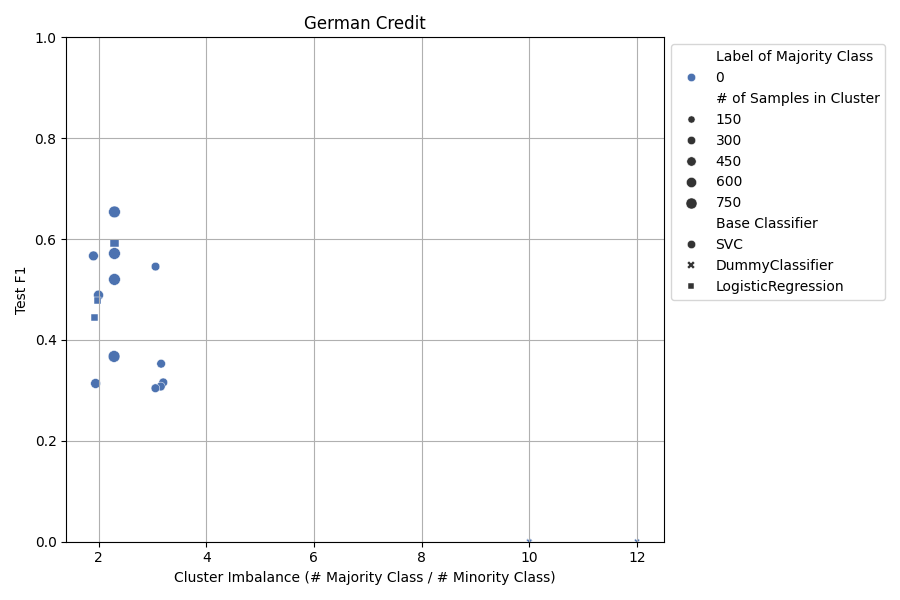 German Credit
1.0
0.8
0.6
0.4
0.2
0.0
Test F1
2
4
6
8
10
12
Cluster Imbalance (# Majority Class / # Minority Class)
Label of Majority Class
0
# of Samples in Cluster
150
300
450
600
750
Base Classifier
SVC
DummyClassifier
LogisticRegression